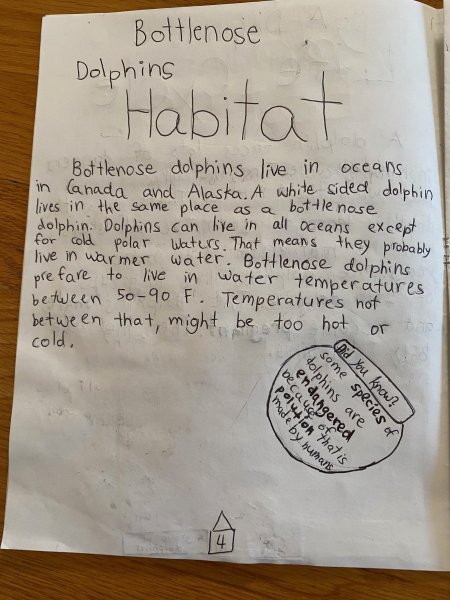 Bottlenose
Dolphins
Habitat
Bottlenose dolphins live in oceans
in Canada and Alaska. A white sided dolphin
lives in the same place as a bottlenose
dolphin. Dolphins can live in all oceans except
for cold polar waters. That means they probably
live in warmer water. Bottlenose dolphins
prefare to live in water temperatures
between 50-90 F. Temperatures not
between that, might be too hot or
cold.
Did you know?
some species of
dolphins are
endangered
because of
polution that is
made by humans
4